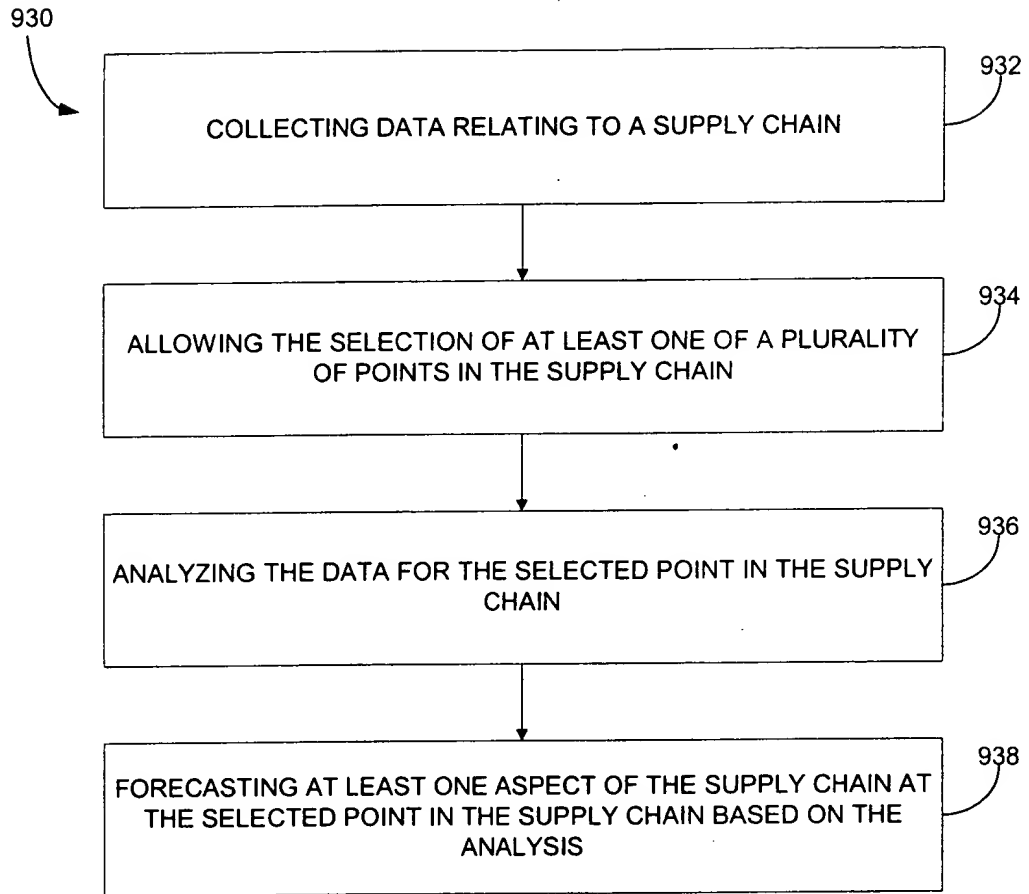 930
932
COLLECTING DATA RELATING TO A SUPPLY CHAIN
934
ALLOWING THE SELECTION OF AT LEAST ONE OF A PLURALITY
OF POINTS IN THE SUPPLY CHAIN
936
ANALYZING THE DATA FOR THE SELECTED POINT IN THE SUPPLY
CHAIN
938
FORECASTING AT LEAST ONE ASPECT OF THE SUPPLY CHAIN AT
THE SELECTED POINT IN THE SUPPLY CHAIN BASED ON THE
ANALYSIS